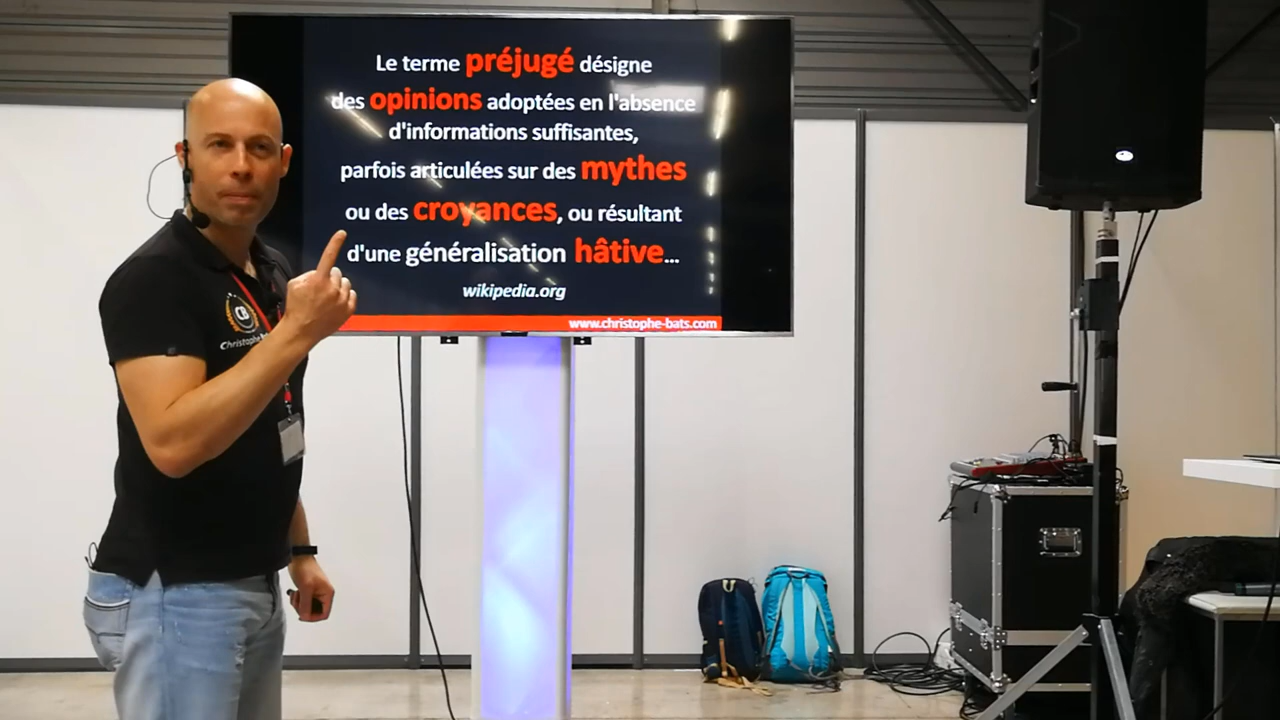 Le terme préjugé désigne
des opinions adoptées en l'absence
d'informations suffisantes,
parfois articulées sur des mythes
ou des croyances, ou résultant
d'une généralisation hâtive...
wikipedia.org
www.christophe-bats.com
CB